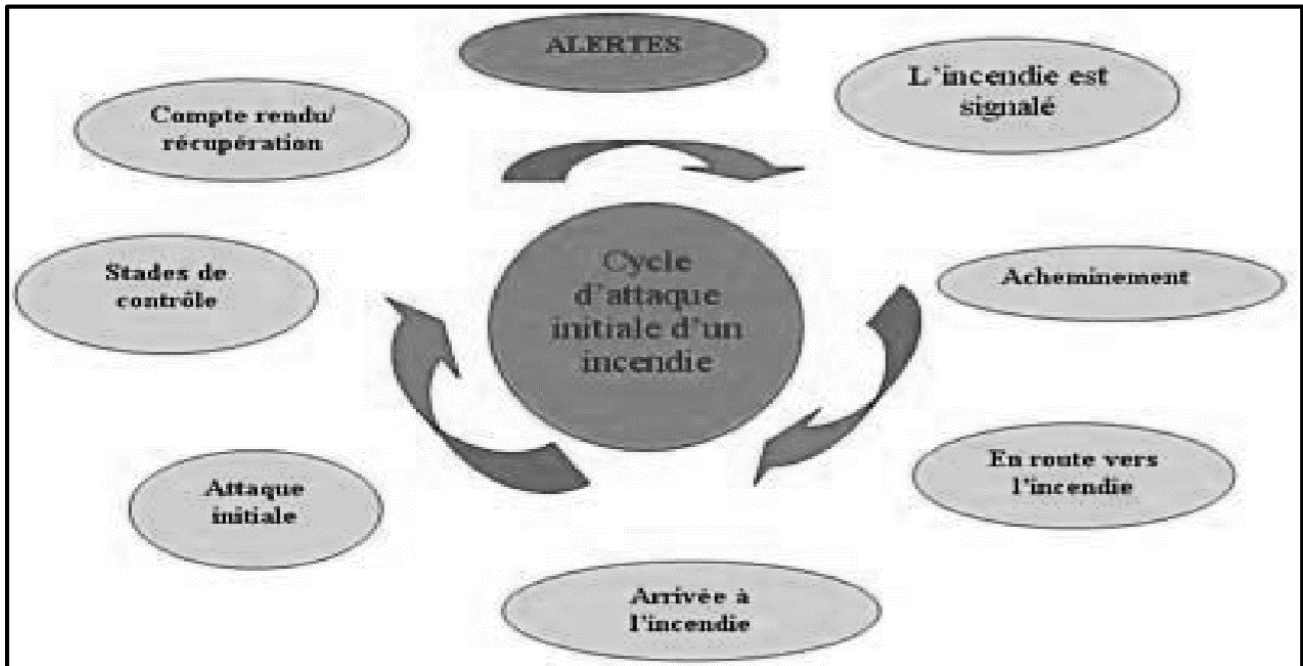 ALERTES
L'incendie est
signalé
Acheminement
En route vers
l'incendie
Arrivée à
l'incendie
Attaque
initiale
Stades de
contrôle
Compte rendu/
récupération
Cycle
d'attaque
initiale d'un
incendie